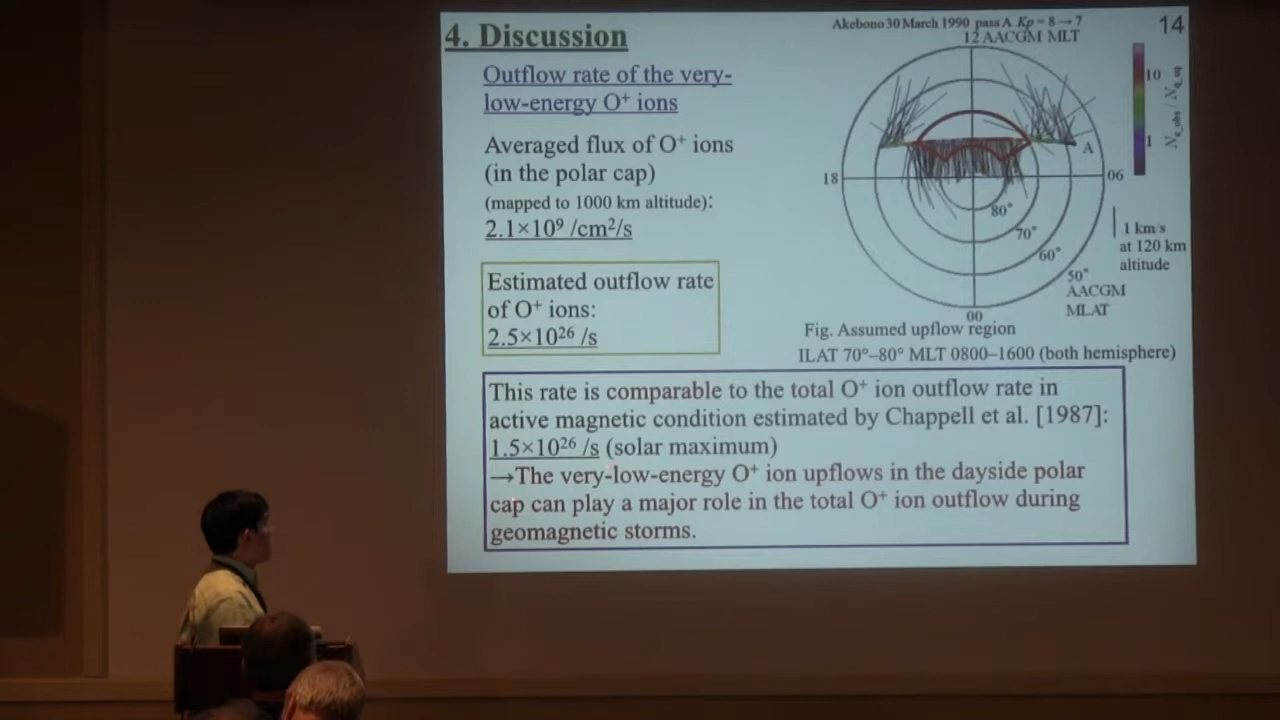 4. Discussion
Outflow rate of the very-
low-energy O⁺ ions
Averaged flux of O⁺ ions
(in the polar cap)
(mapped to 1000 km altitude):
2.1×10⁹ /cm²/s
Estimated outflow rate
of O⁺ ions:
2.5×10²⁶ /s
Akebono 30 March 1990 pass A Kp = 8 → 7
12 AACGM MLT
14
10
1
A
18
06
80°
70°
60°
50°
AACGM
MLAT
00
1 km/s
at 120 km
altitude
Fig. Assumed upflow region
ILAT 70°–80° MLT 0800–1600 (both hemisphere)
This rate is comparable to the total O⁺ ion outflow rate in
active magnetic condition estimated by Chappell et al. [1987]:
1.5×10²⁶ /s (solar maximum)
→The very-low-energy O⁺ ion upflows in the dayside polar
cap can play a major role in the total O⁺ ion outflow during
geomagnetic storms.